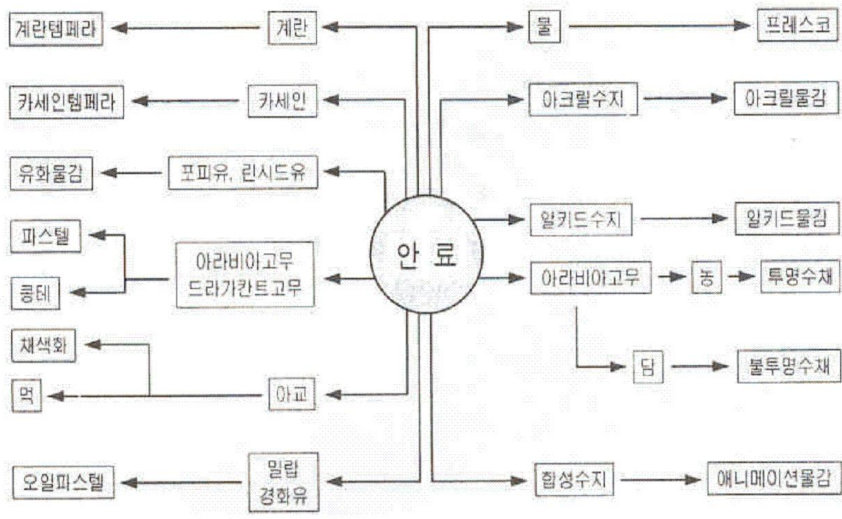 계란템페라
계란
물
프레스코
카세인템페라
카세인
아크릴수지
아크릴물감
유화물감
포피유, 린시드유
안료
알키드수지
알키드물감
파스텔
아라비아고무
드라가칸트고무
아라비아고무
농
투명수채
콩테
채색화
담
불투명수채
먹
아교
오일파스텔
밀랍
경화유
합성수지
애니메이션물감